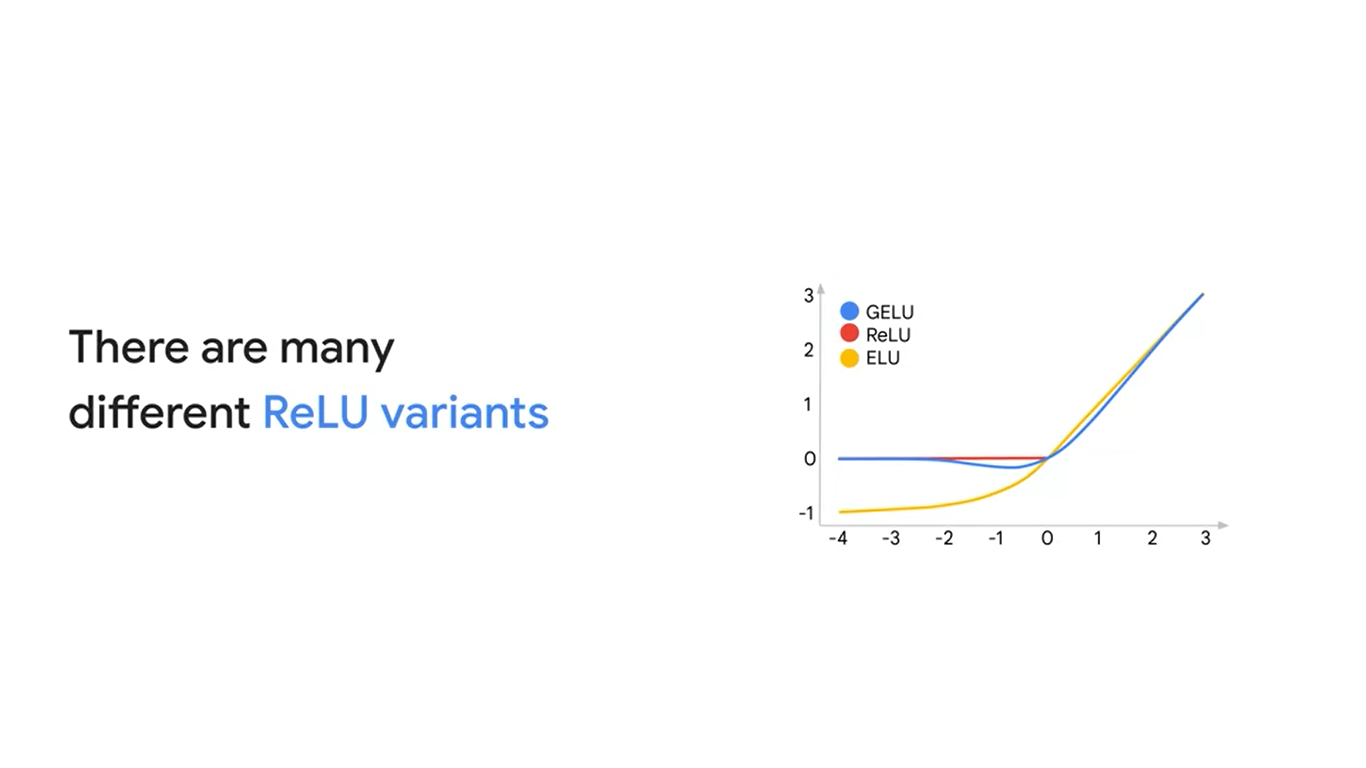 There are many
different ReLU variants
3
2
1
0
-1
GELU
ReLU
ELU
-4 -3 -2 -1 0 1 2 3